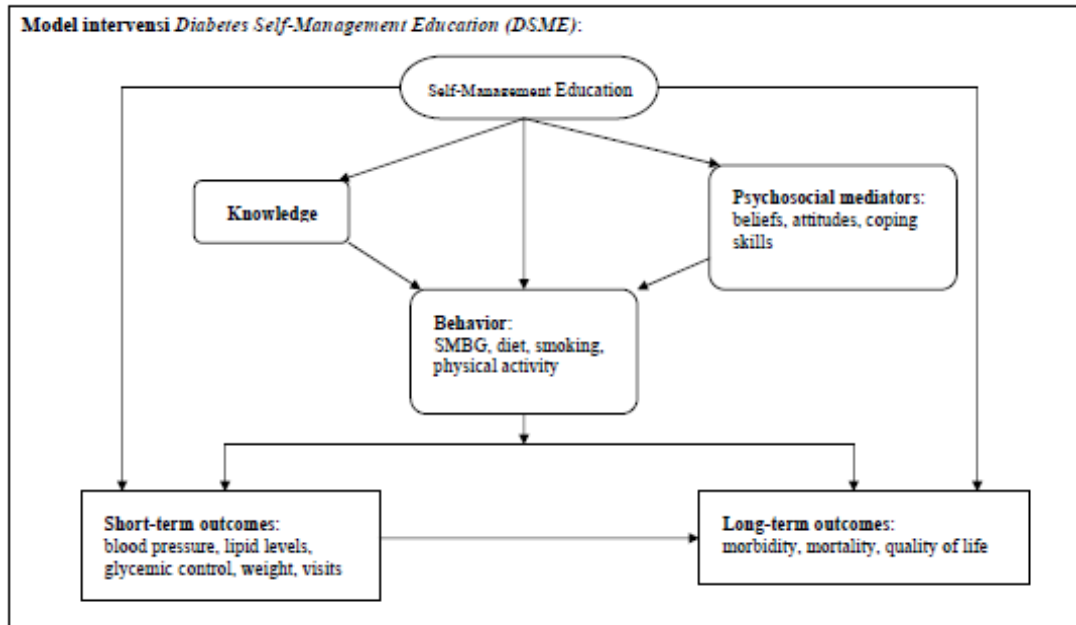 Model intervensi Diabetes Self-Management Education (DSME):
Self-Management Education
Knowledge
Psychosocial mediators:
beliefs, attitudes, coping
skills
Behavior:
SMBG, diet, smoking,
physical activity
Short-term outcomes:
blood pressure, lipid levels,
glycemic control, weight, visits
Long-term outcomes:
morbidity, mortality, quality of life